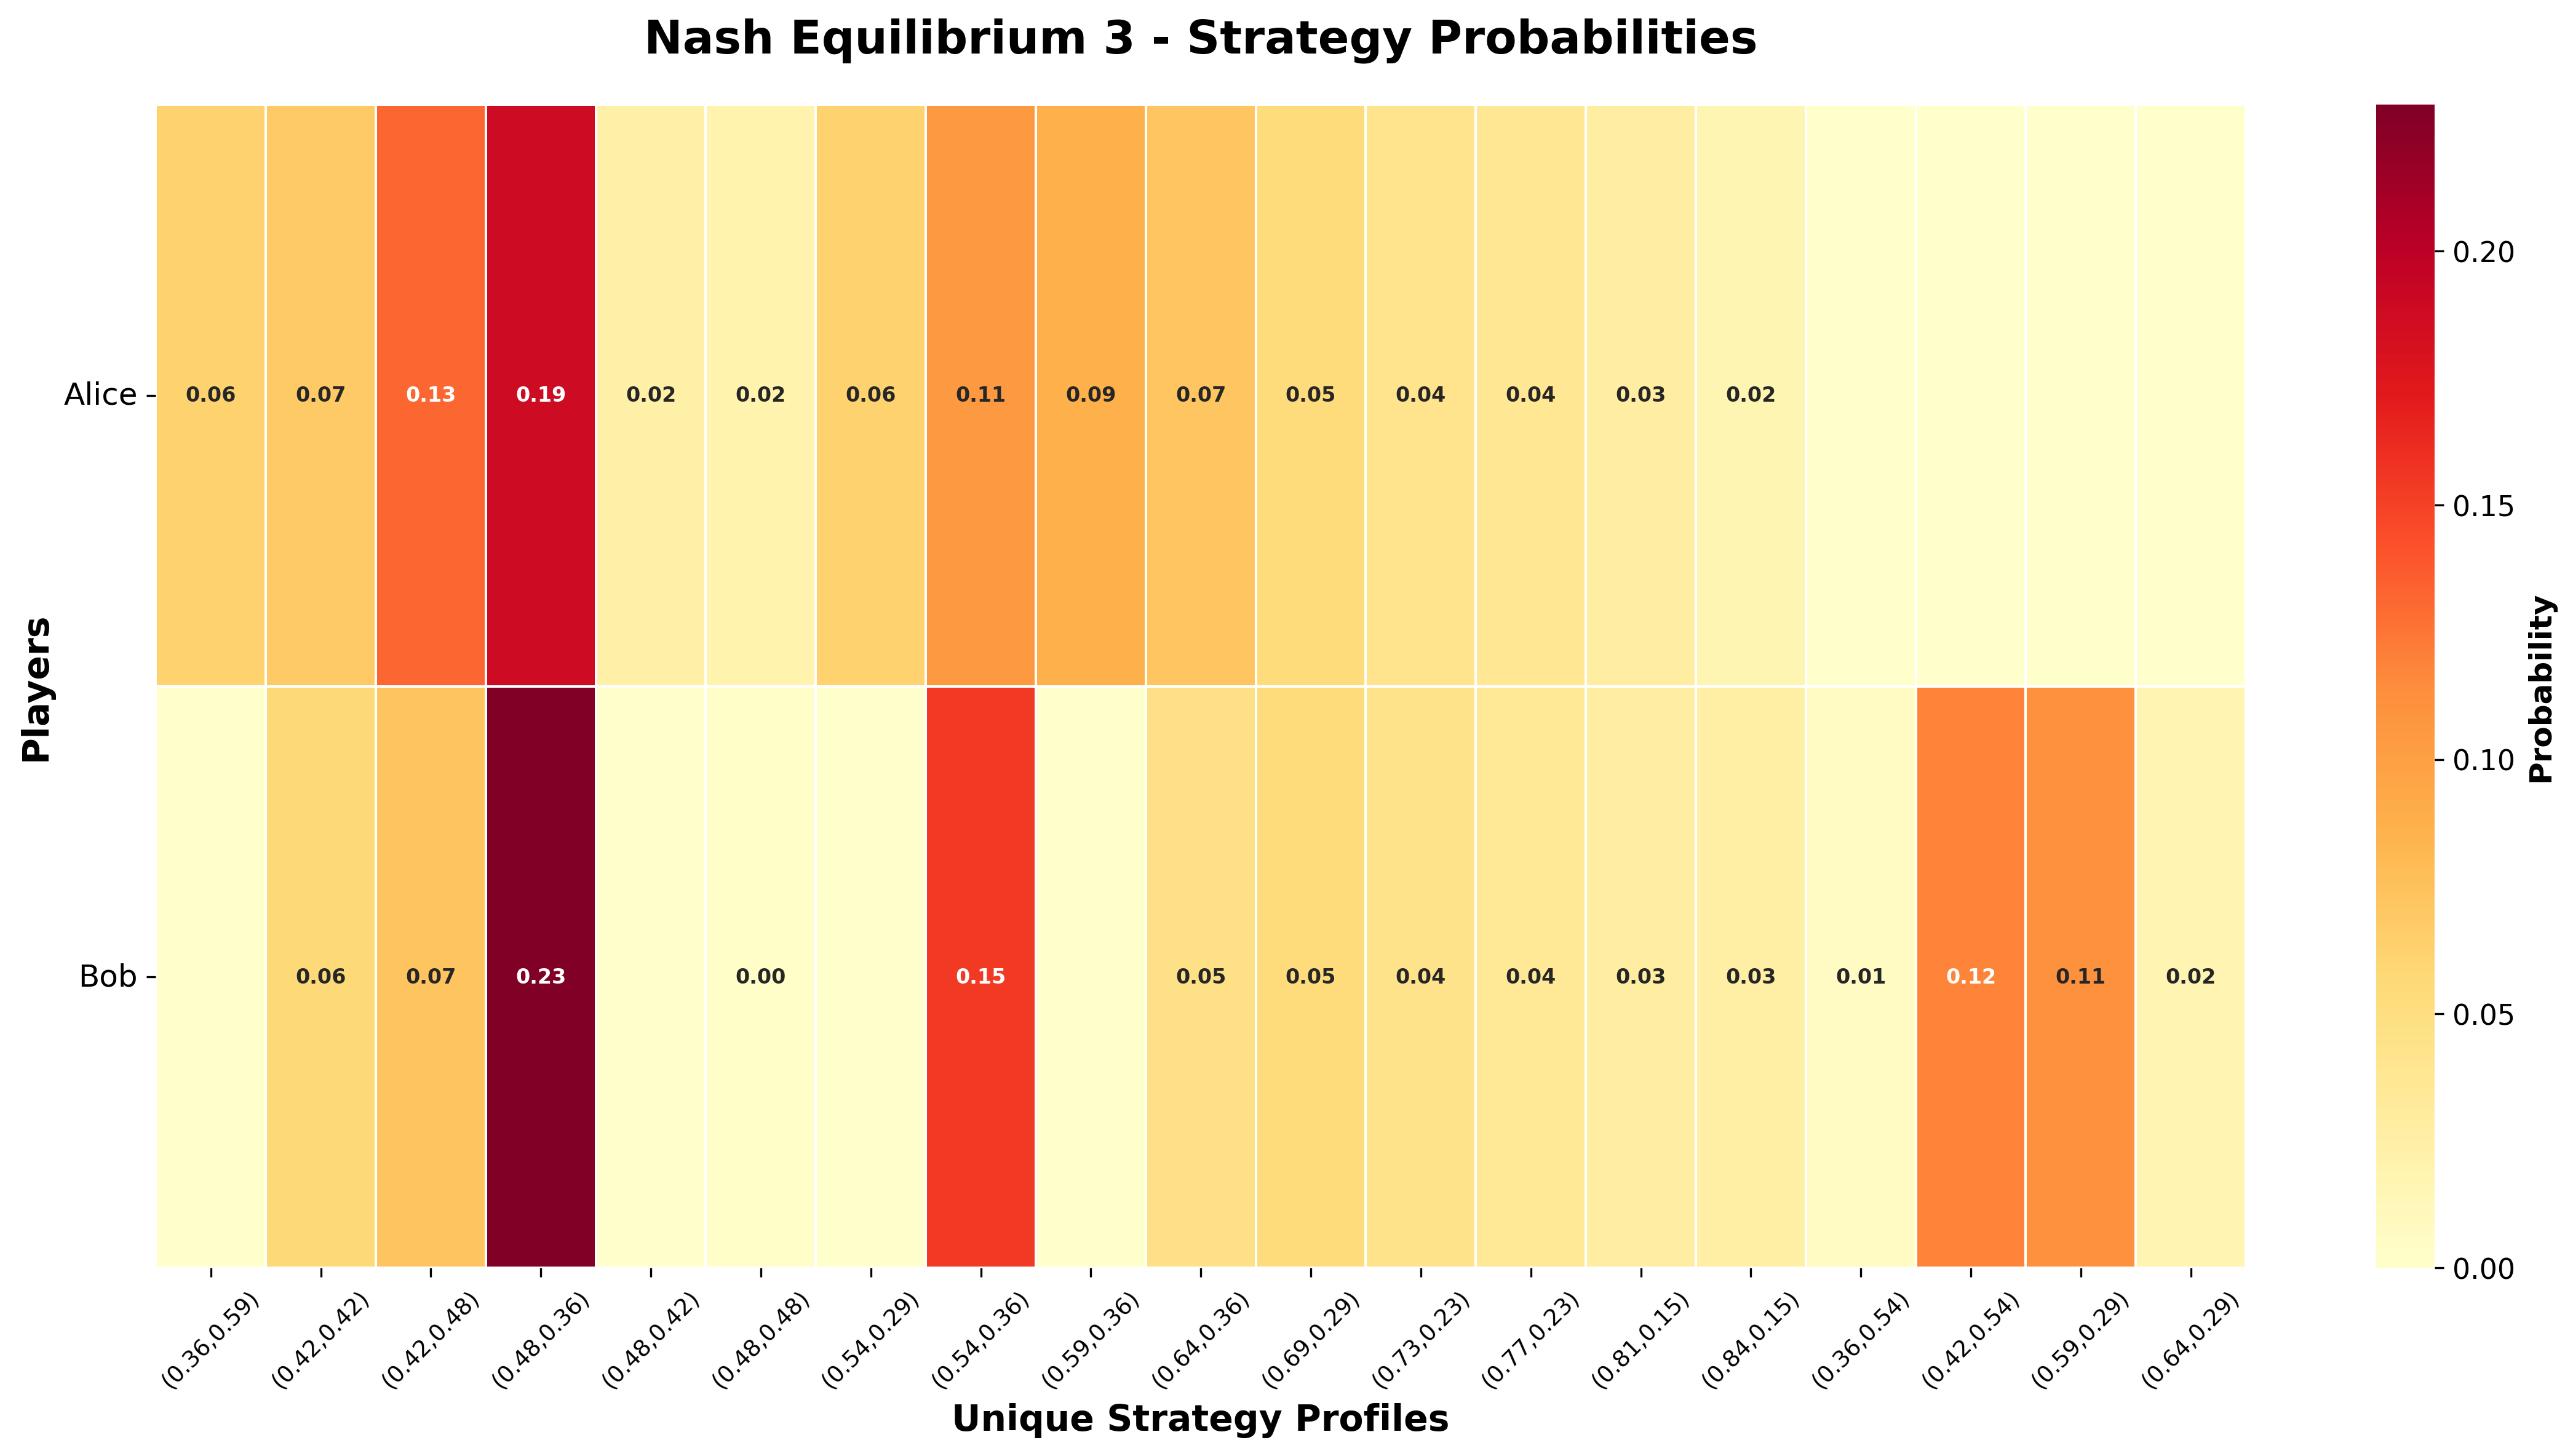 Nash Equilibrium 3 - Strategy Probabilities
Players
Alice
0.06 0.07 0.13 0.19 0.02 0.02 0.06 0.11 0.09 0.07 0.05 0.04 0.04 0.03 0.02
Bob
0.06 0.07 0.23 0.00 0.15 0.05 0.05 0.04 0.04 0.03 0.03 0.01 0.12 0.11 0.02
(0.36,0.59) (0.42,0.42) (0.42,0.48) (0.48,0.36) (0.48,0.42) (0.48,0.48) (0.54,0.29) (0.54,0.36) (0.59,0.36) (0.64,0.36) (0.69,0.29) (0.73,0.23) (0.77,0.23) (0.81,0.15) (0.84,0.15) (0.36,0.54) (0.42,0.54) (0.59,0.29) (0.64,0.29)
Unique Strategy Profiles
0.20
0.15
0.10
0.05
0.00
Probability